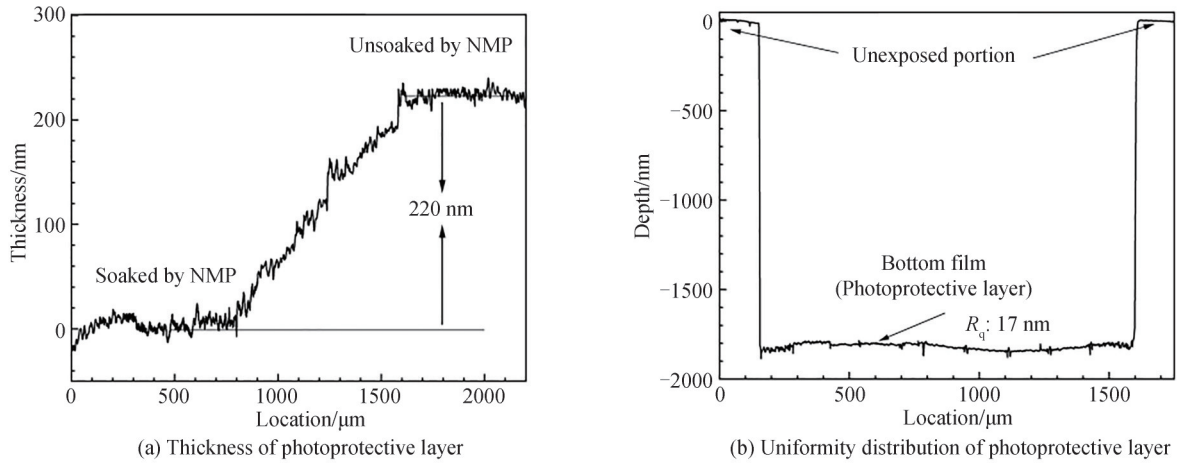 300
200
100
0
Thickness/nm
Unsoaked by NMP
220 nm
Soaked by NMP
0
500
1000
1500
2000
Location/μm
(a) Thickness of photoprotective layer
0
−500
−1000
−1500
−2000
Depth/nm
Unexposed portion
Bottom film
(Photoprotective layer)
Rq: 17 nm
0
500
1000
1500
Location/μm
(b) Uniformity distribution of photoprotective layer